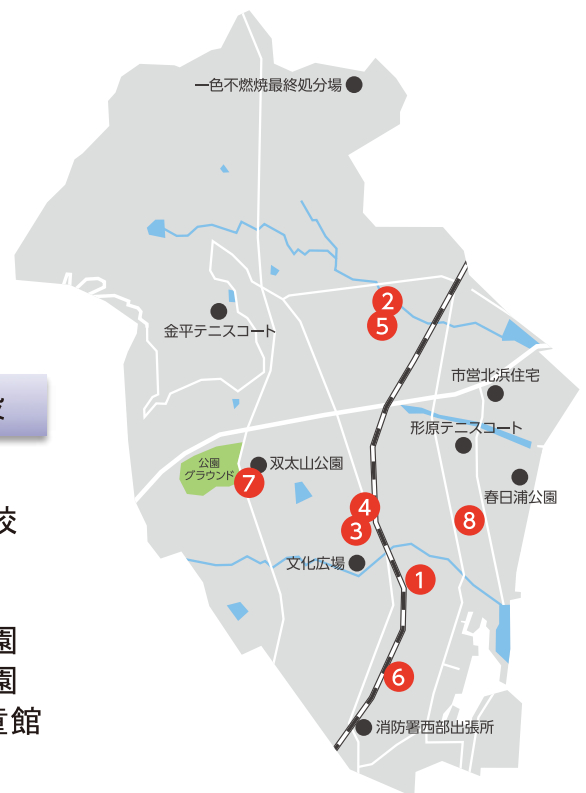 一色不燃焼最終処分場
2
5
金平テニスコート
市営北浜住宅
形原テニスコート
公園
グラウンド
双太山公園
7
春日浦公園
4
3
8
校
文化広場
1
園
園
6
童館
消防署西部出張所